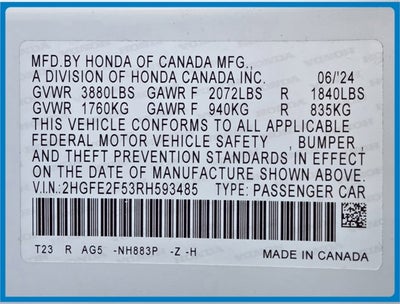 MFD.BY HONDA OF CANADA MFG.,
A DIVISION OF HONDA CANADA INC. 06/'24
GVWR 3880LBS GAWR F 2072LBS R 1840LBS
GVWR 1760KG GAWR F 940KG R 835KG
THIS VEHICLE CONFORMS TO ALL APPLICABLE
FEDERAL MOTOR VEHICLE SAFETY , BUMPER ,
AND THEFT PREVENTION STANDARDS IN EFFECT
ON THE DATE OF MANUFACTURE SHOWN ABOVE.
V.I.N.:2HGFE2F53RH593485 TYPE: PASSENGER CAR
T23 R AG5 -NH883P -Z -H
MADE IN CANADA